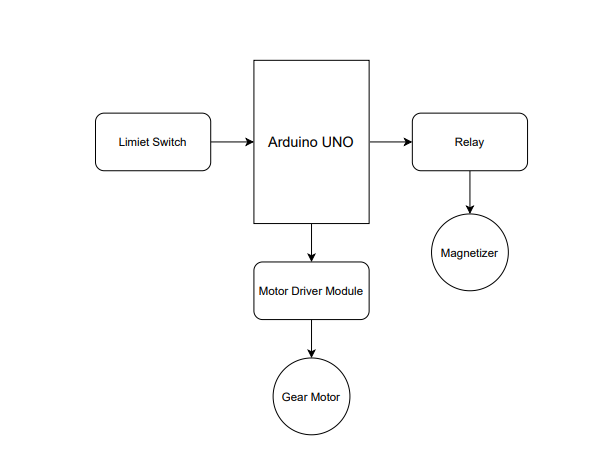 Limiet Switch
Arduino UNO
Relay
Magnetizer
Motor Driver Module
Gear Motor